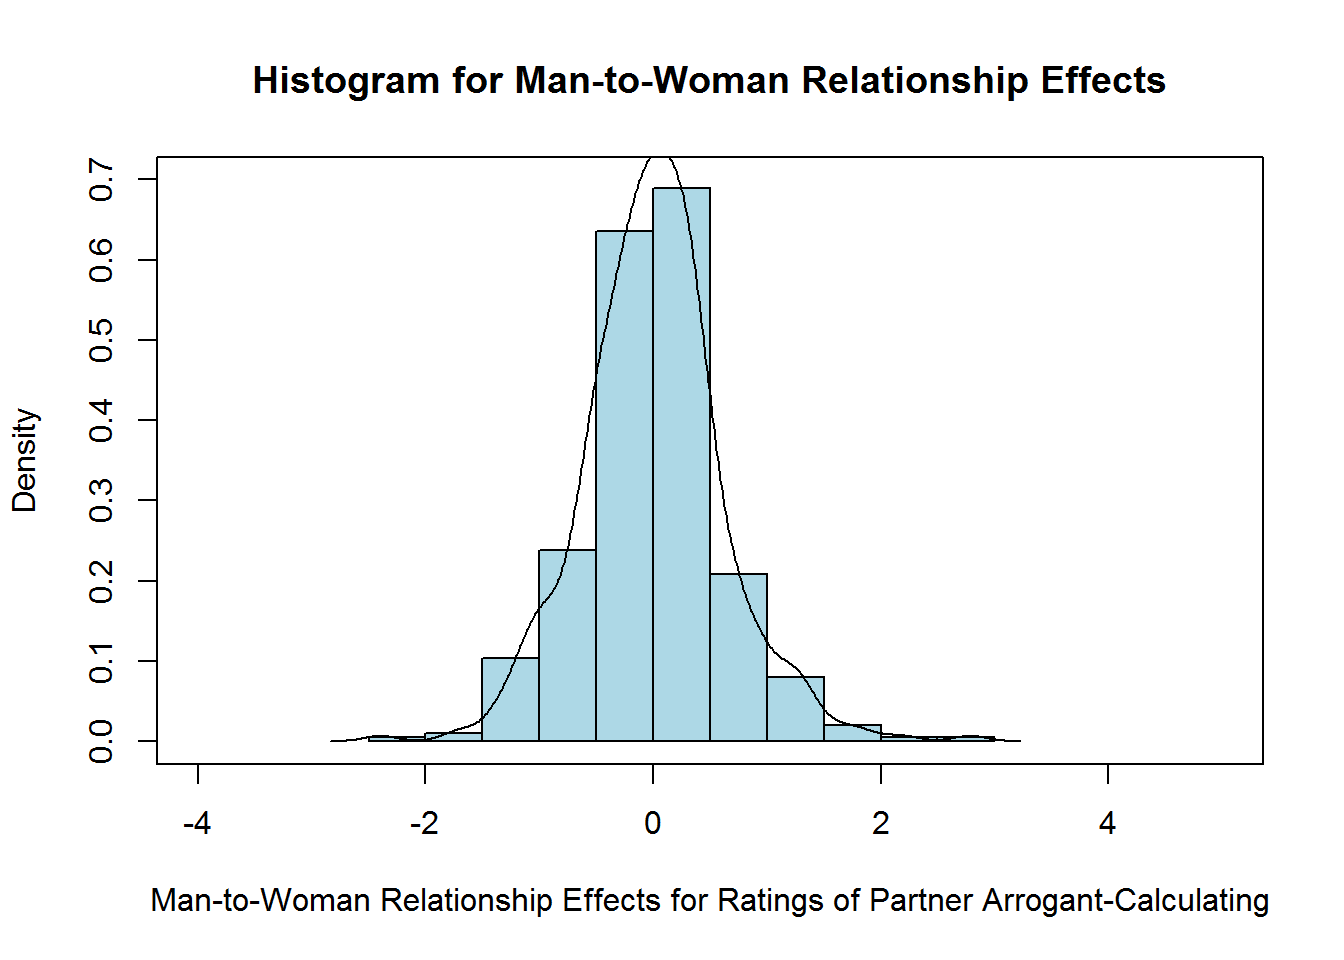 Histogram for Man-to-Woman Relationship Effects
Density
0.7
0.6
0.5
0.4
0.3
0.2
0.1
0.0
-4 -2 0 2 4
Man-to-Woman Relationship Effects for Ratings of Partner Arrogant-Calculating